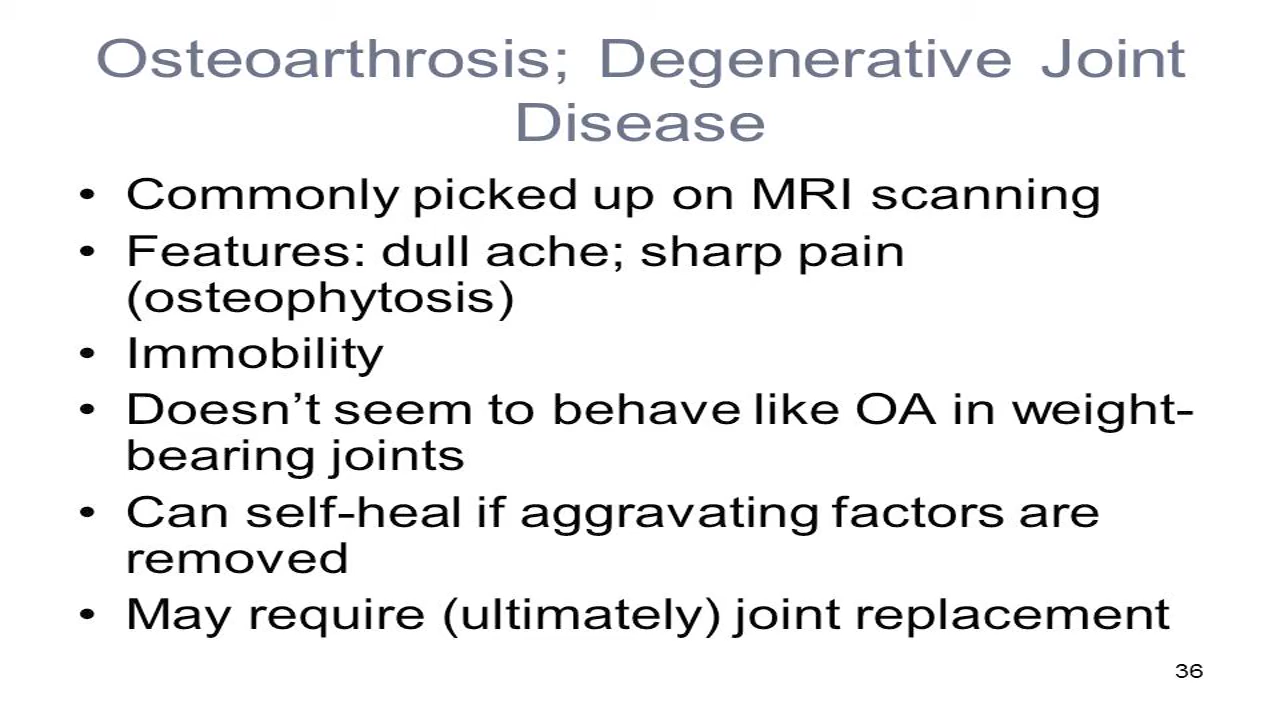 Osteoarthrosis; Degenerative Joint
Disease
• Commonly picked up on MRI scanning
• Features: dull ache; sharp pain
(osteophytosis)
• Immobility
• Doesn’t seem to behave like OA in weight-
bearing joints
• Can self-heal if aggravating factors are
removed
• May require (ultimately) joint replacement
36